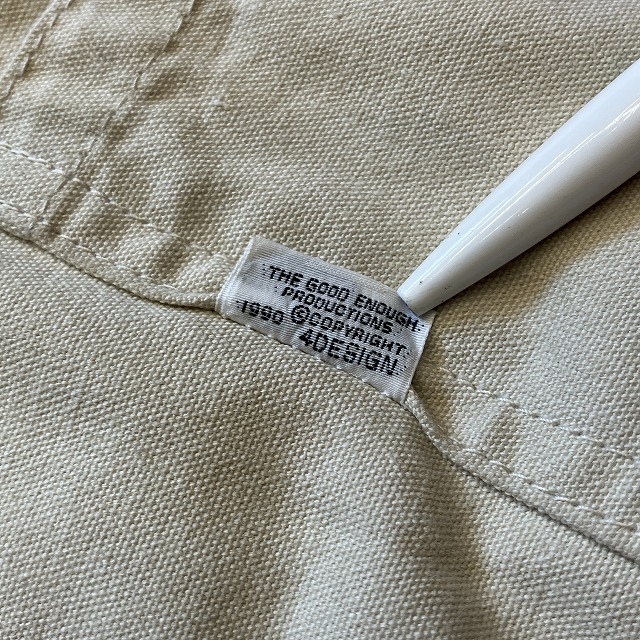 THE GOOD ENOUGH
PRODUCTIONS
©COPYRIGHT
1990 4DESIGN